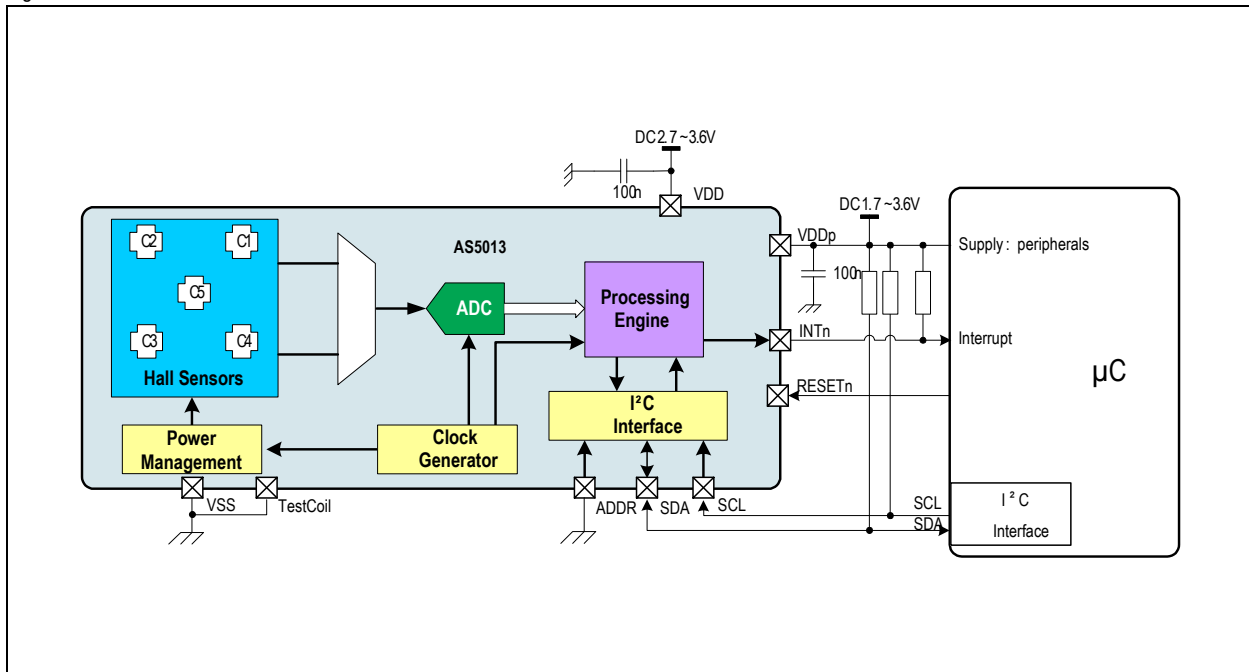 DC2.7~3.6V
100n
VDD
DC1.7~3.6V
C2
C1
AS5013
VDDp
Supply: peripherals
100n
C5
ADC
Processing
Engine
C3
C4
INTn
Interrupt
Hall Sensors
µC
RESETn
I²C
Interface
Power
Management
Clock
Generator
VSS
TestCoil
ADDR
SDA
SCL
SCL
I²C
SDA
Interface